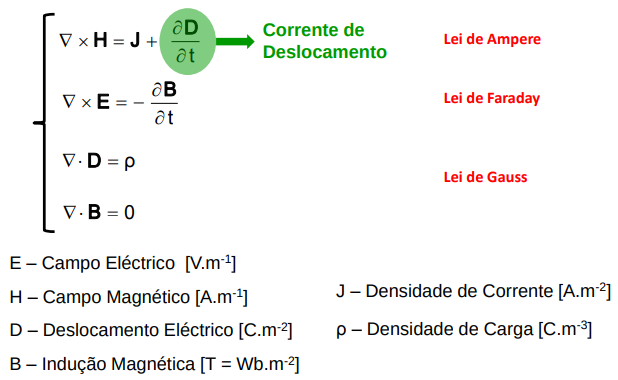 ∇ × H = J + ∂D/∂t
Corrente de
Deslocamento
Lei de Ampere
∇ × E = − ∂B/∂t
Lei de Faraday
∇ · D = ρ
Lei de Gauss
∇ · B = 0
E – Campo Eléctrico [V.m⁻¹]
H – Campo Magnético [A.m⁻¹]
D – Deslocamento Eléctrico [C.m⁻²]
B – Indução Magnética [T = Wb.m⁻²]
J – Densidade de Corrente [A.m⁻²]
ρ – Densidade de Carga [C.m⁻³]